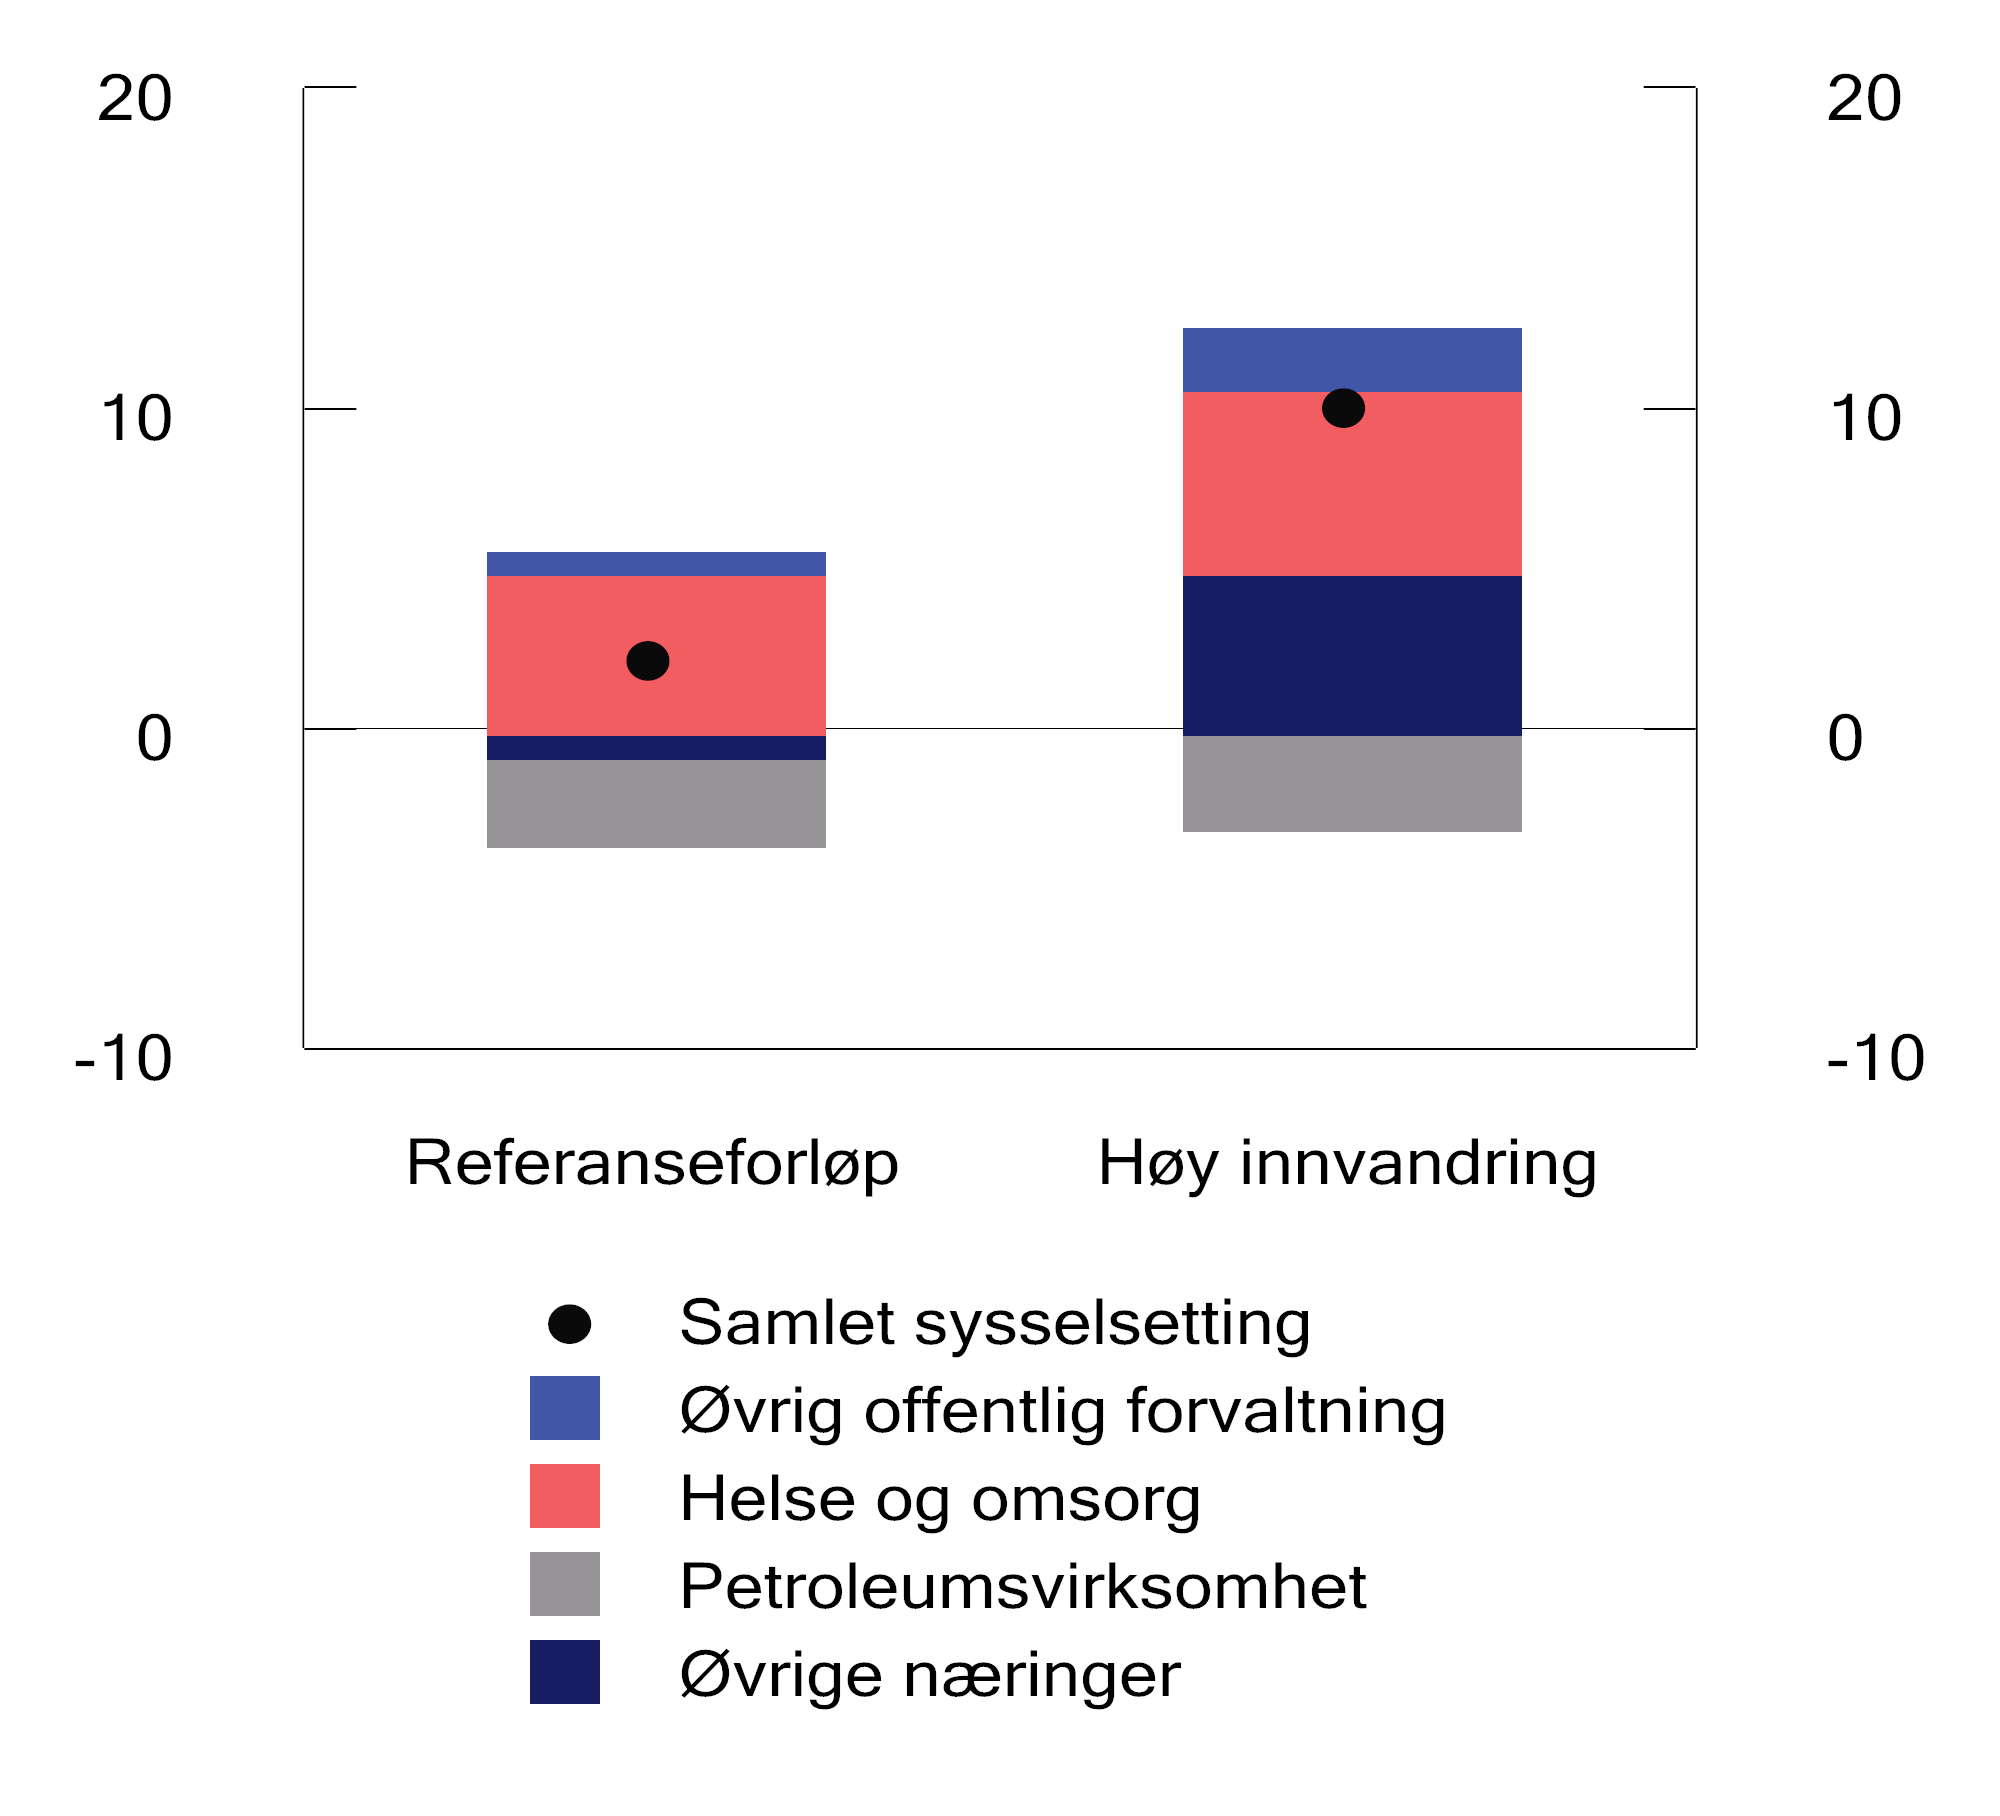 20 20
10 10
0 0
-10 -10
Referanseforløp Høy innvandring
Samlet sysselsetting
Øvrig offentlig forvaltning
Helse og omsorg
Petroleumsvirksomhet
Øvrige næringer